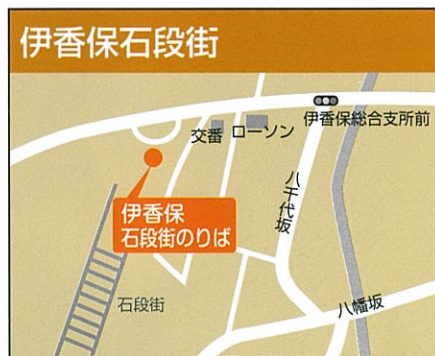 伊香保石段街
伊香保総合支所前
交番
ローソン
八千代坂
伊香保
石段街のりば
石段街
八幡坂